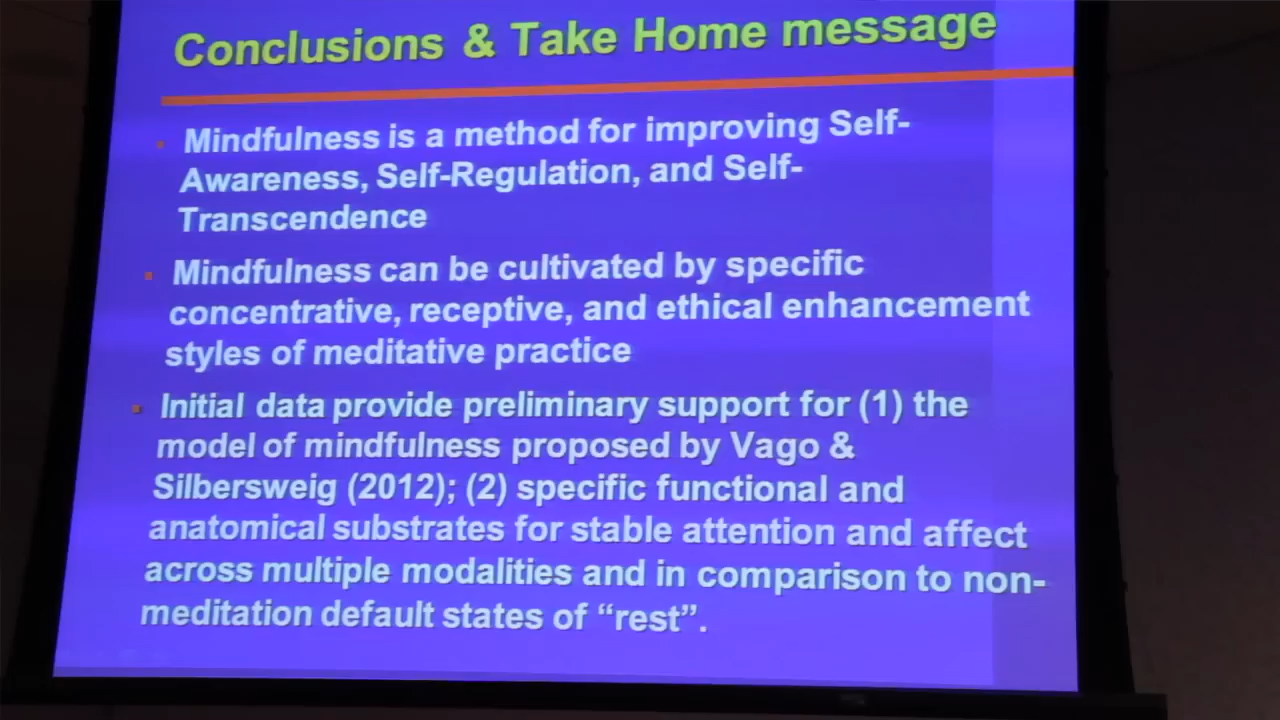 Conclusions & Take Home message
Mindfulness is a method for improving Self-
Awareness, Self-Regulation, and Self-
Transcendence
Mindfulness can be cultivated by specific
concentrative, receptive, and ethical enhancement
styles of meditative practice
Initial data provide preliminary support for (1) the
model of mindfulness proposed by Vago &
Silbersweig (2012); (2) specific functional and
anatomical substrates for stable attention and affect
across multiple modalities and in comparison to non-
meditation default states of “rest”.